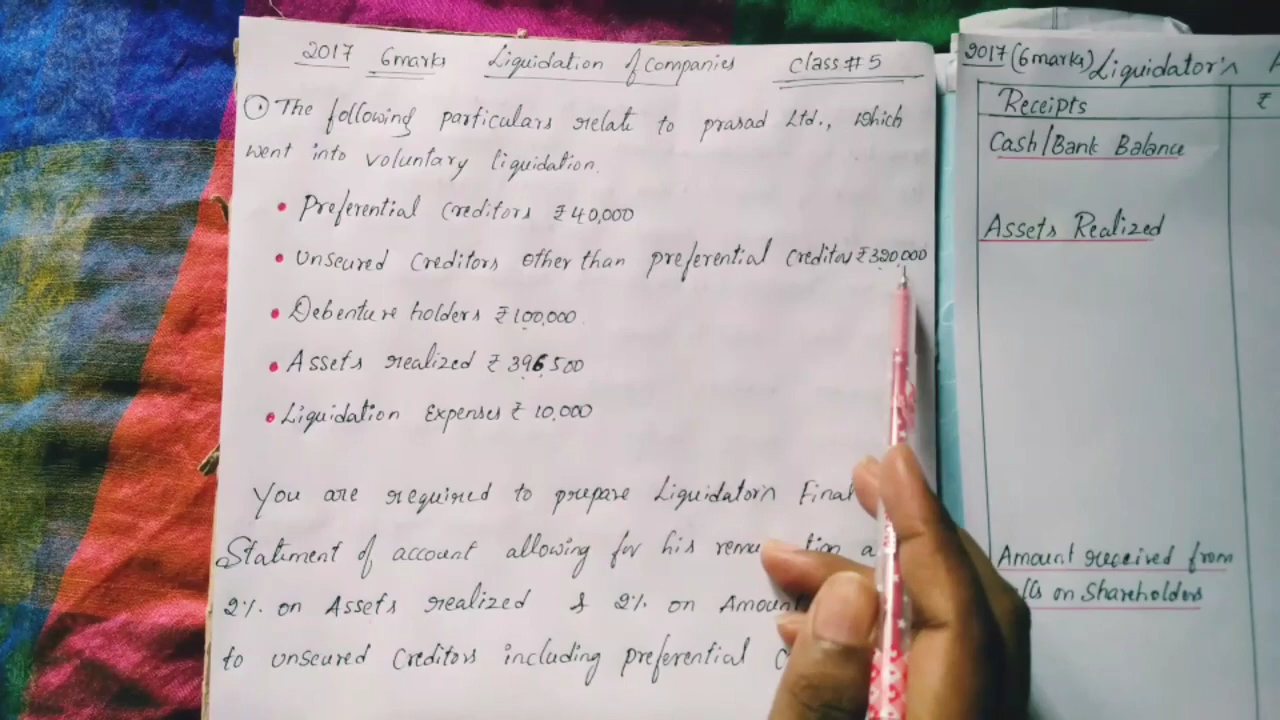 2017 6marks Liquidation of Companies Class # 5
① The following particulars relate to prasad Ltd., which
went into voluntary liquidation.
• Preferential Creditors ₹40,000
• Unscured Creditors other than preferential Creditors ₹320,000
• Debenture holders ₹100,000
• Assets realized ₹396,500
• Liquidation Expenses ₹10,000
You are required to prepare Liquidator's Final
Statement of account allowing for his
2% on Assets realized & 2% on Amount
to unscured Creditors including preferential
2017 (6marks) Liquidator's
Receipts ₹
Cash/Bank Balance
Assets Realized
Amount received from
on Shareholders